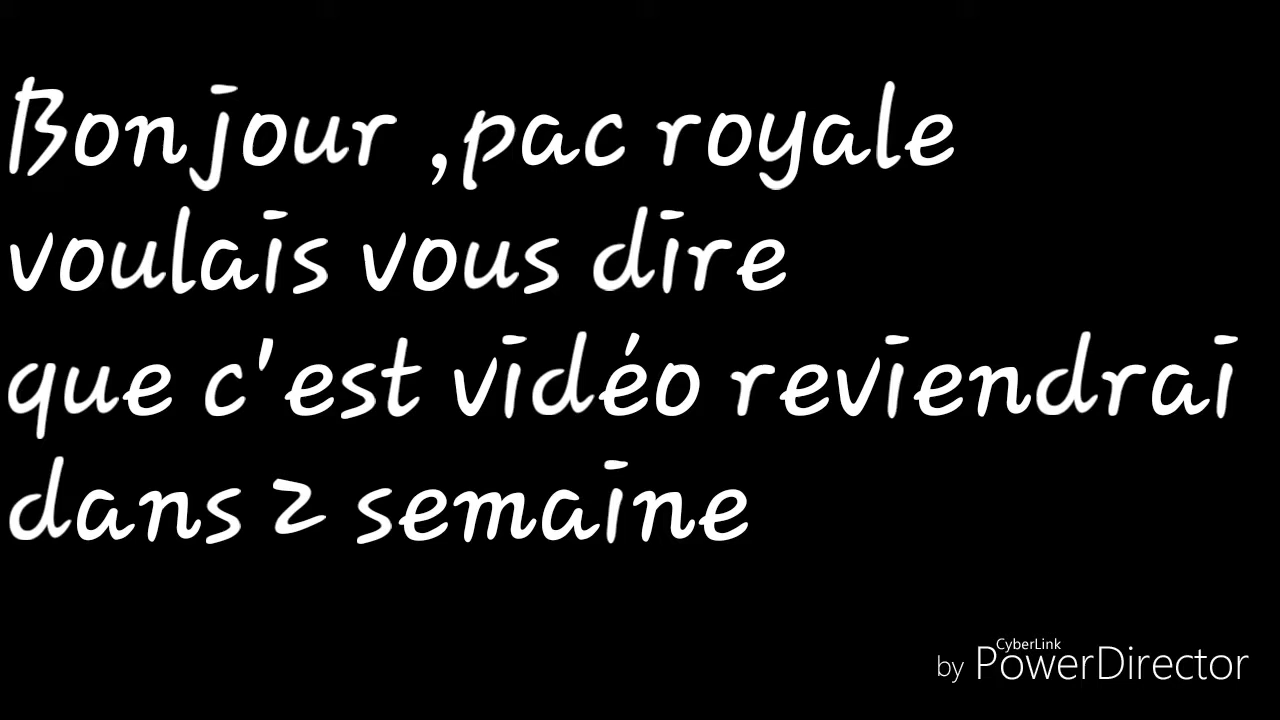 Bonjour ,pac royale
voulais vous dire
que c'est vidéo reviendrai
dans 2 semaine
by CyberLink PowerDirector